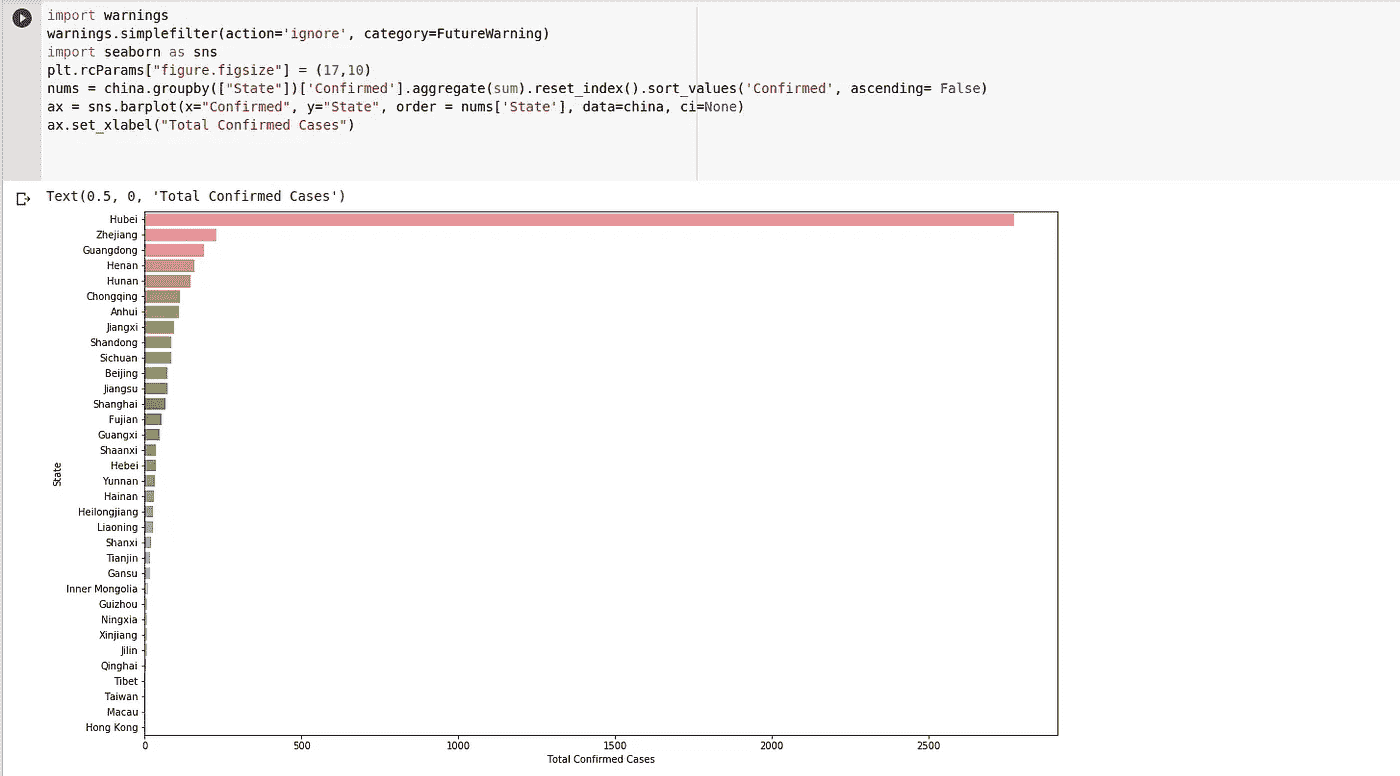 import warnings
warnings.simplefilter(action='ignore', category=FutureWarning)
import seaborn as sns
plt.rcParams["figure.figsize"] = (17,10)
nums = china.groupby(["State"])['Confirmed'].aggregate(sum).reset_index().sort_values('Confirmed', ascending= False)
ax = sns.barplot(x="Confirmed", y="State", order = nums['State'], data=china, ci=None)
ax.set_xlabel("Total Confirmed Cases")
Text(0.5, 0, 'Total Confirmed Cases')
Hubei
Zhejiang
Guangdong
Henan
Hunan
Chongqing
Anhui
Jiangxi
Shandong
Sichuan
Beijing
Jiangsu
Shanghai
Fujian
Guangxi
Shaanxi
Hebei
State
Yunnan
Hainan
Heilongjiang
Liaoning
Shanxi
Tianjin
Gansu
Inner Mongolia
Guizhou
Ningxia
Xinjiang
Jilin
Qinghai
Tibet
Taiwan
Macau
Hong Kong
0 500 1000 1500 2000 2500
Total Confirmed Cases